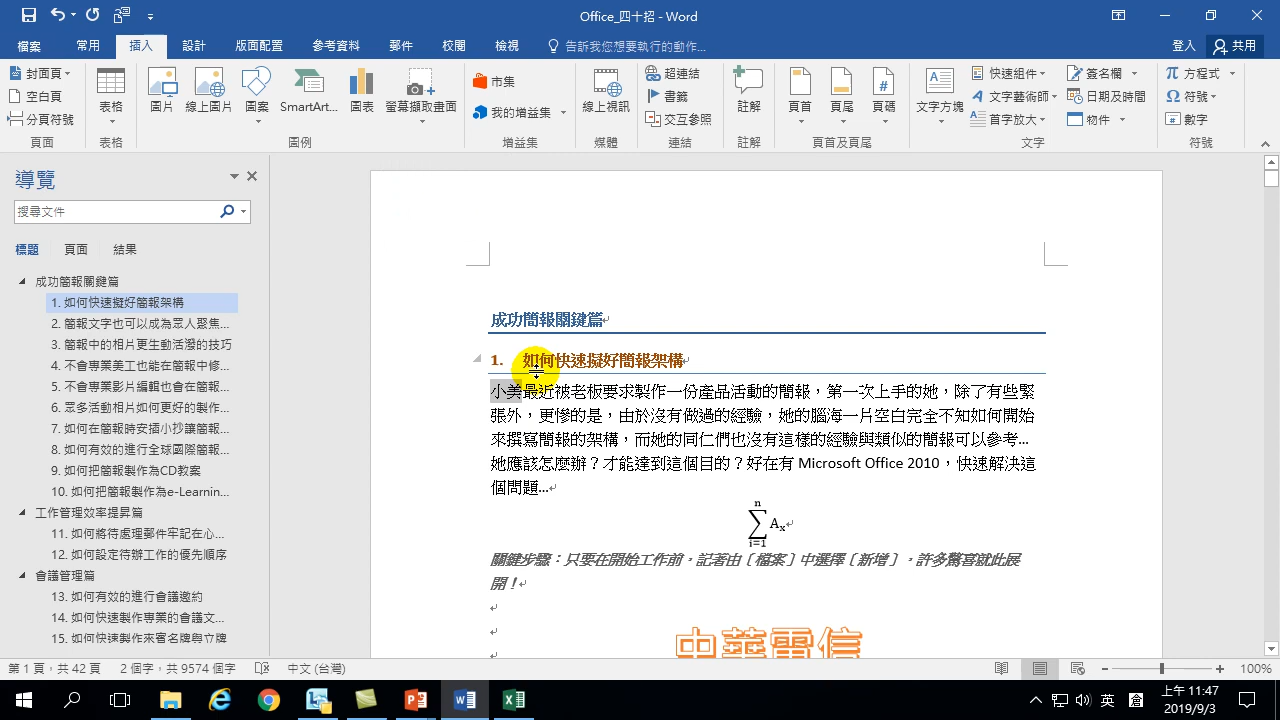 Office_四十招 - Word
檔案 常用 插入 設計 版面配置 參考資料 郵件 校閱 檢視 告訴我您想要執行的動作... 登入 共用
封面頁
空白頁
分頁符號
頁面
表格
表格
圖片 線上圖片 圖案 SmartArt... 圖表 螢幕擷取畫面
圖例
市集
我的增益集
增益集
線上視訊
媒體
超連結
書籤
交互參照
連結
註解
註解
頁首 頁尾 頁碼
頁首及頁尾
文字方塊
快速組件
文字藝術師
首字放大
簽名欄
日期及時間
物件
文字
方程式
符號
數字
符號
導覽
搜尋文件
標題 頁面 結果
成功簡報關鍵篇
1. 如何快速擬好簡報架構
2. 簡報文字也可以成為眾人聚焦...
3. 簡報中的相片更生動活潑的技巧
4. 不會專業美工也能在簡報中修...
5. 不會專業影片編輯也會在簡報...
6. 眾多活動相片如何更好的製作...
7. 如何在簡報時安插小抄讓簡報...
8. 如何有效的進行全球國際簡報...
9. 如何把簡報製作為CD教案
10. 如何把簡報製作為e-Learnin...
工作管理效率提昇篇
11. 如何將待處理郵件牢記在心...
12. 如何設定待辦工作的優先順序
會議管理篇
13. 如何有效的進行會議邀約
14. 如何快速製作專業的會議文...
15. 如何快速製作來賓名牌與立牌
成功簡報關鍵篇
1. 如何快速擬好簡報架構
小美最近被老板要求製作一份產品活動的簡報，第一次上手的她，除了有些緊
張外，更慘的是，由於沒有做過的經驗，她的腦海一片空白完全不知如何開始
來撰寫簡報的架構，而她的同仁們也沒有這樣的經驗與類似的簡報可以參考...
她應該怎麼辦？才能達到這個目的？好在有 Microsoft Office 2010，快速解決這
個問題...
n
∑ Aₓ
i=1
關鍵步驟：只要在開始工作前，記著由〔檔案〕中選擇〔新增〕，許多驚喜就此展
開！
中華電信
第 1 頁，共 42 頁 2 個字，共 9574 個字 中文 (台灣) 100%
英 上午 11:47
2019/9/3